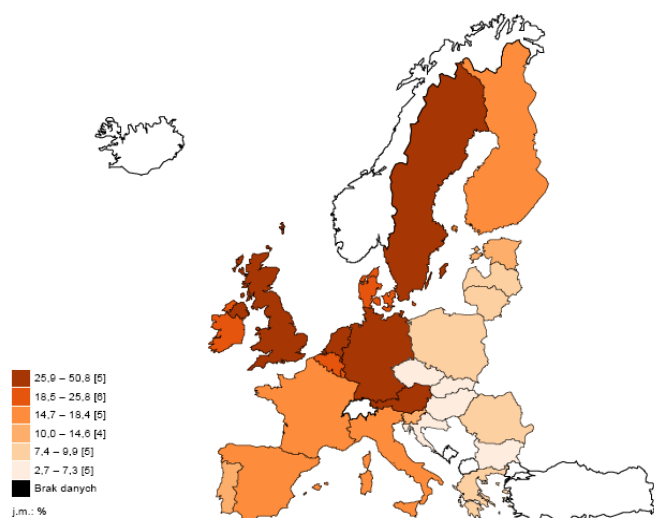 25,9 – 50,8 [5]
18,5 – 25,8 [6]
14,7 – 18,4 [5]
10,0 – 14,6 [4]
7,4 – 9,9 [5]
2,7 – 7,3 [5]
Brak danych
j.m.: %